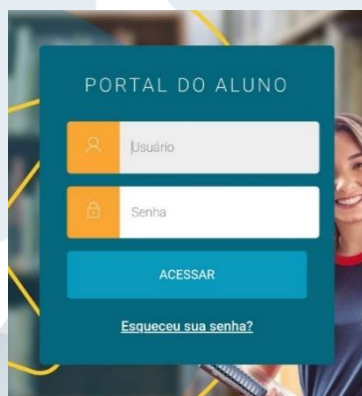 PORTAL DO ALUNO
Usuário
Senha
ACESSAR
Esqueceu sua senha?